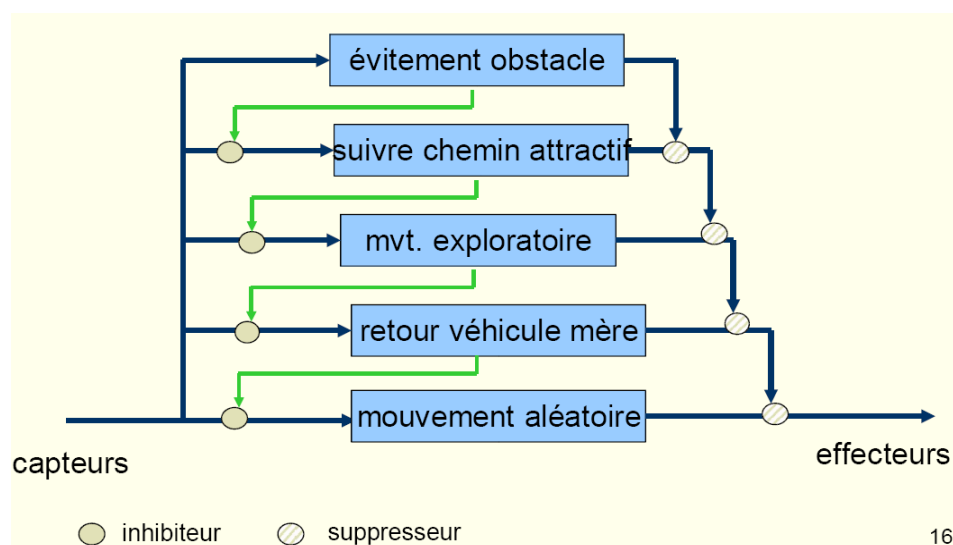 évitement obstacle
suivre chemin attractif
mvt. exploratoire
retour véhicule mère
mouvement aléatoire
capteurs
effecteurs
inhibiteur
suppresseur
16